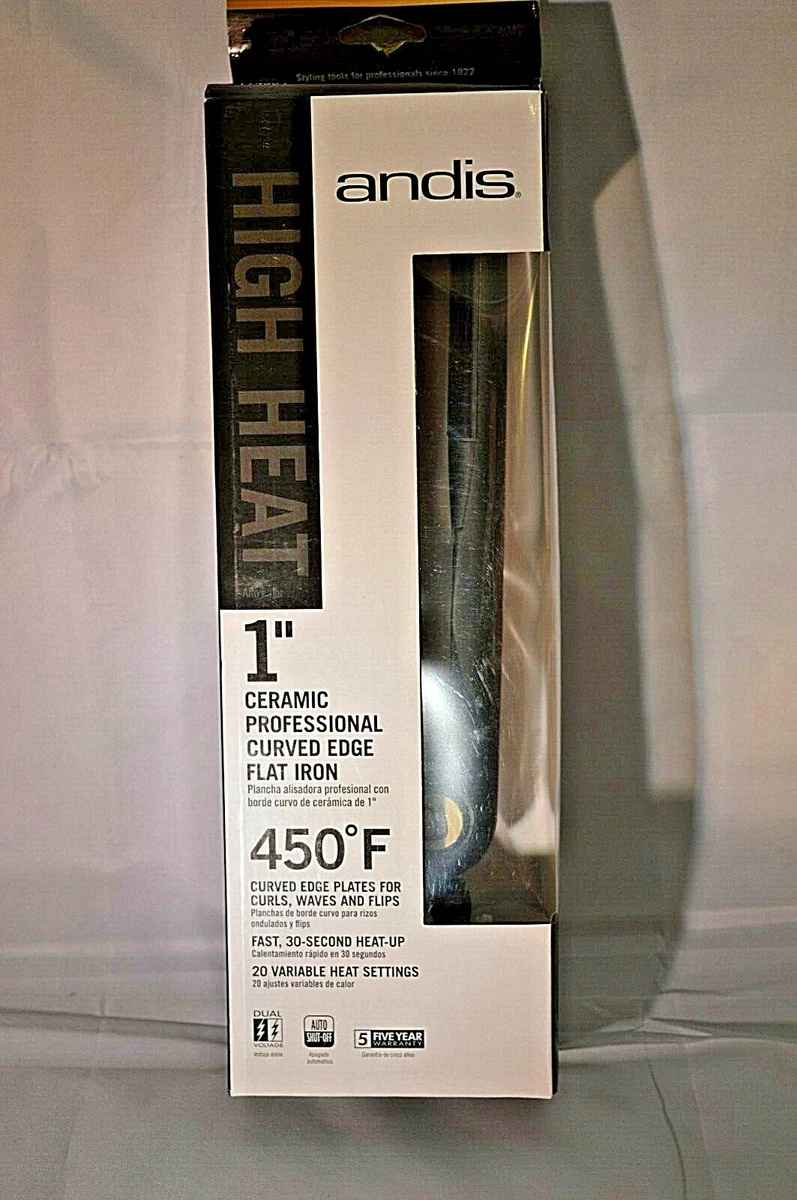 Styling tools for professionals since 1922
andis®
HIGH HEAT
Alto calor
1"
CERAMIC
PROFESSIONAL
CURVED EDGE
FLAT IRON
Plancha alisadora profesional con
borde curvo de cerámica de 1"
450°F
CURVED EDGE PLATES FOR
CURLS, WAVES AND FLIPS
Planchas de borde curvo para rizos
ondulados y flips
FAST, 30-SECOND HEAT-UP
Calentamiento rápido en 30 segundos
20 VARIABLE HEAT SETTINGS
20 ajustes variables de calor
DUAL
VOLTAGE
Voltaje doble
AUTO
SHUT-OFF
Apagado
automático
5 FIVE YEAR
WARRANTY
Garantía de cinco años